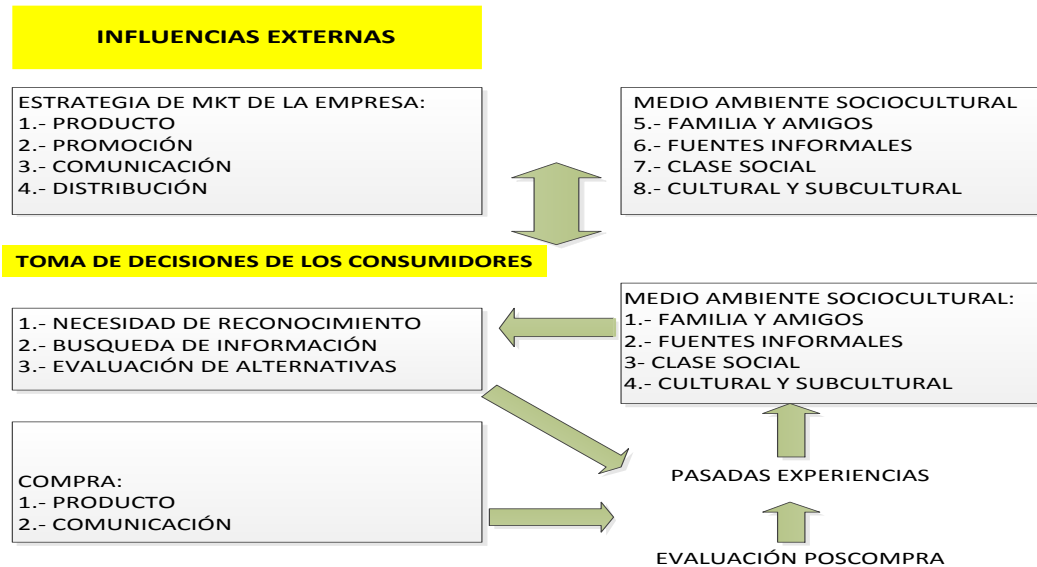 INFLUENCIAS EXTERNAS
ESTRATEGIA DE MKT DE LA EMPRESA:
1.- PRODUCTO
2.- PROMOCIÓN
3.- COMUNICACIÓN
4.- DISTRIBUCIÓN
MEDIO AMBIENTE SOCIOCULTURAL
5.- FAMILIA Y AMIGOS
6.- FUENTES INFORMALES
7.- CLASE SOCIAL
8.- CULTURAL Y SUBCULTURAL
TOMA DE DECISIONES DE LOS CONSUMIDORES
1.- NECESIDAD DE RECONOCIMIENTO
2.- BUSQUEDA DE INFORMACIÓN
3.- EVALUACIÓN DE ALTERNATIVAS
MEDIO AMBIENTE SOCIOCULTURAL:
1.- FAMILIA Y AMIGOS
2.- FUENTES INFORMALES
3- CLASE SOCIAL
4.- CULTURAL Y SUBCULTURAL
COMPRA:
1.- PRODUCTO
2.- COMUNICACIÓN
PASADAS EXPERIENCIAS
EVALUACIÓN POSCOMPRA